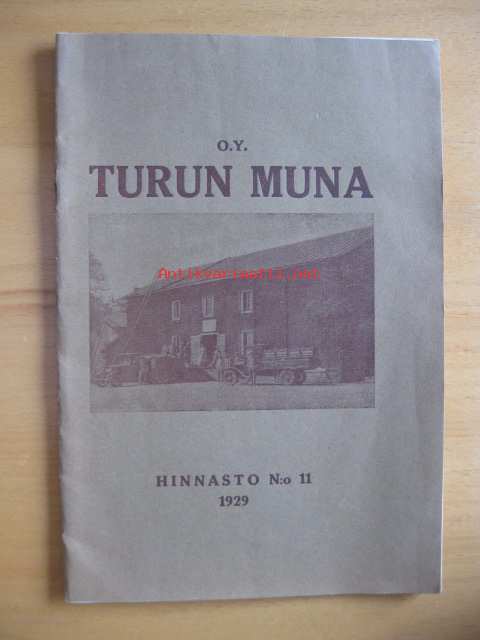 O.Y.
TURUN MUNA
Antikvariaatti.net
HINNASTO N:o 11
1929